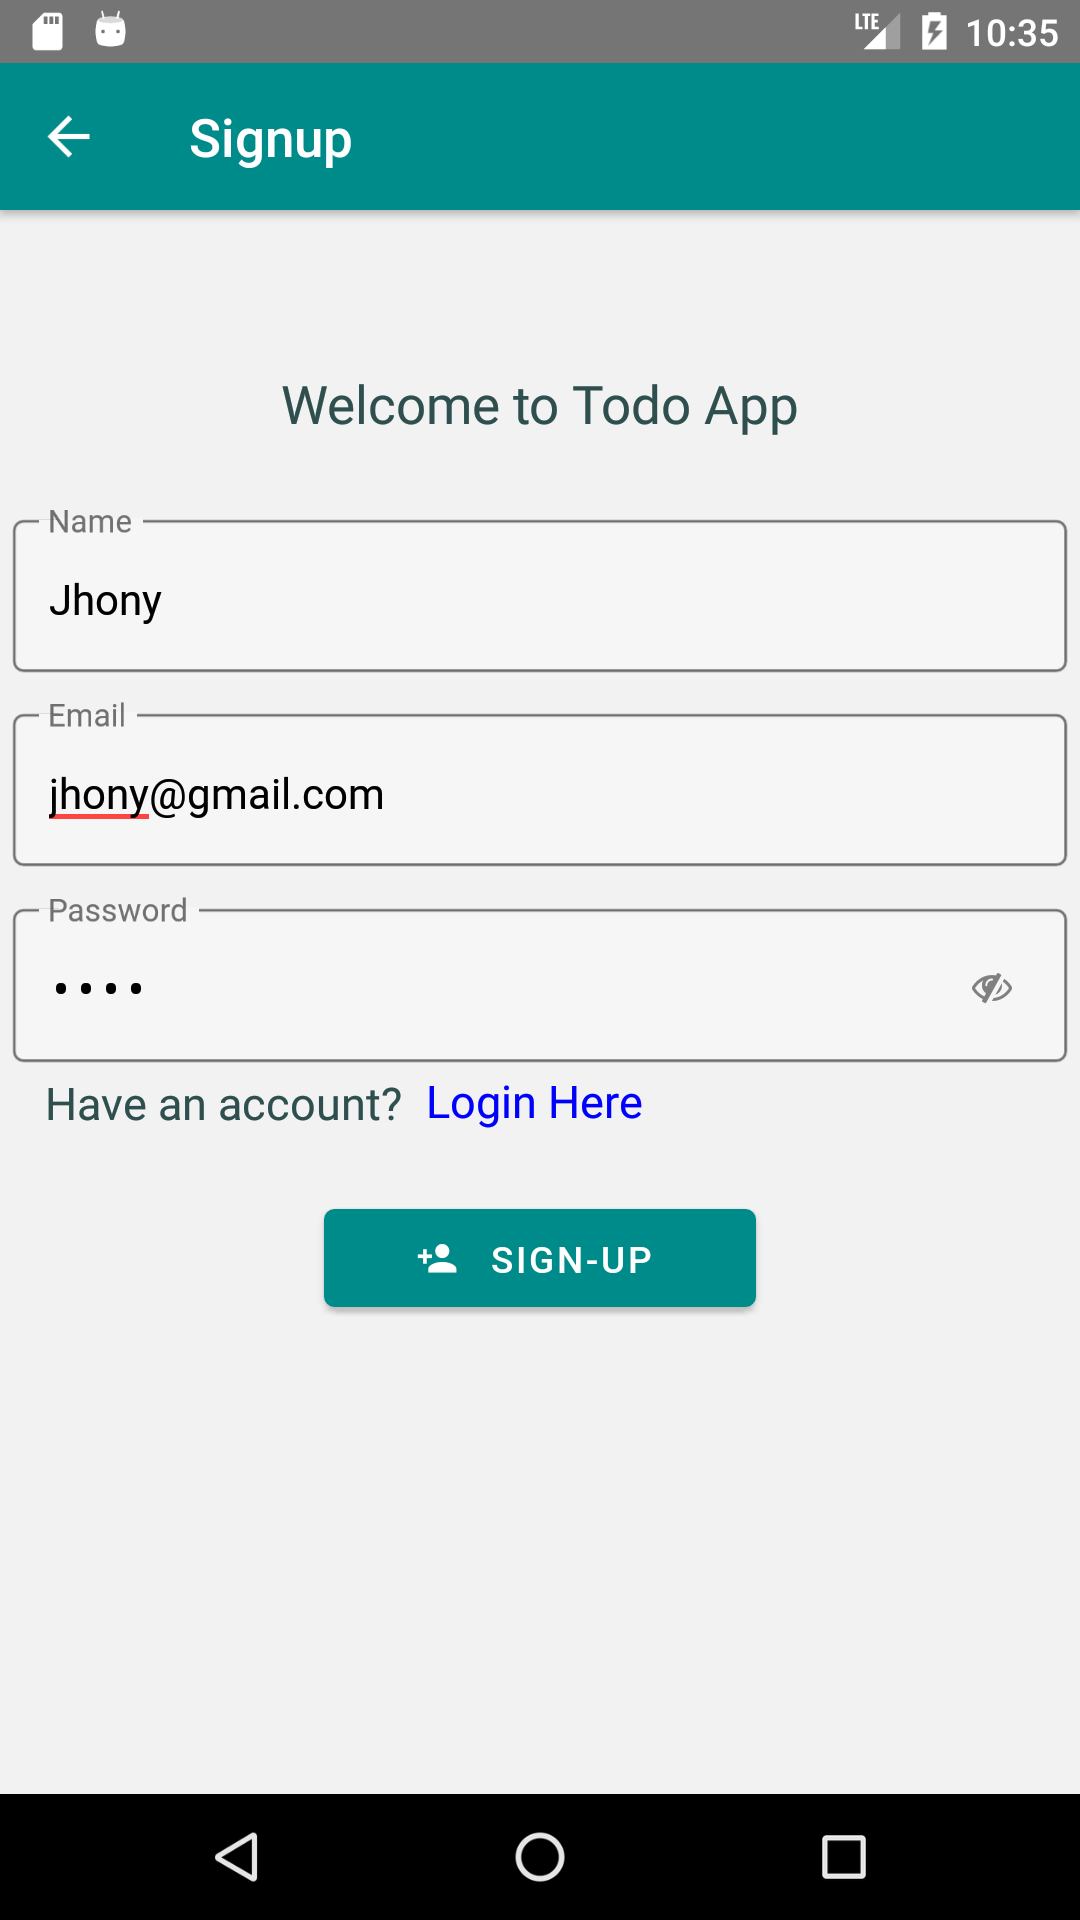 LTE 10:35
Signup
Welcome to Todo App
Name
Jhony
Email
jhony@gmail.com
Password
••••
Have an account? Login Here
SIGN-UP